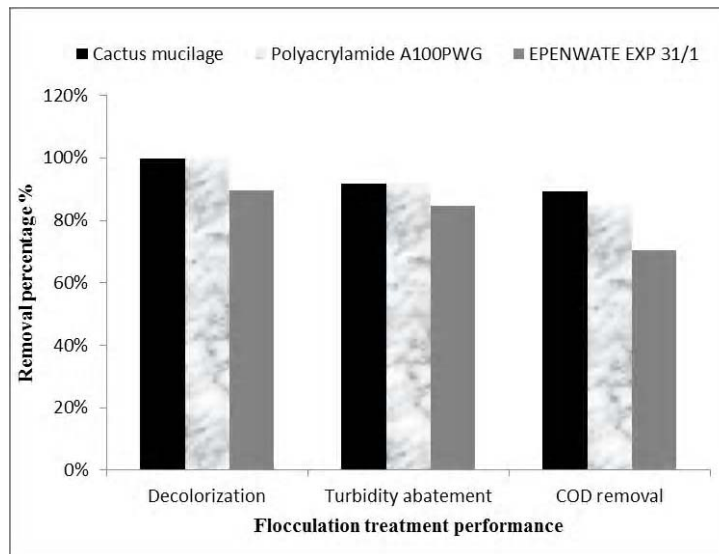 Cactus mucilage Polyacrylamide A100PWG EPENWATE EXP 31/1
120%
100%
80%
60%
40%
20%
0%
Removal percentage %
Decolorization Turbidity abatement COD removal
Flocculation treatment performance